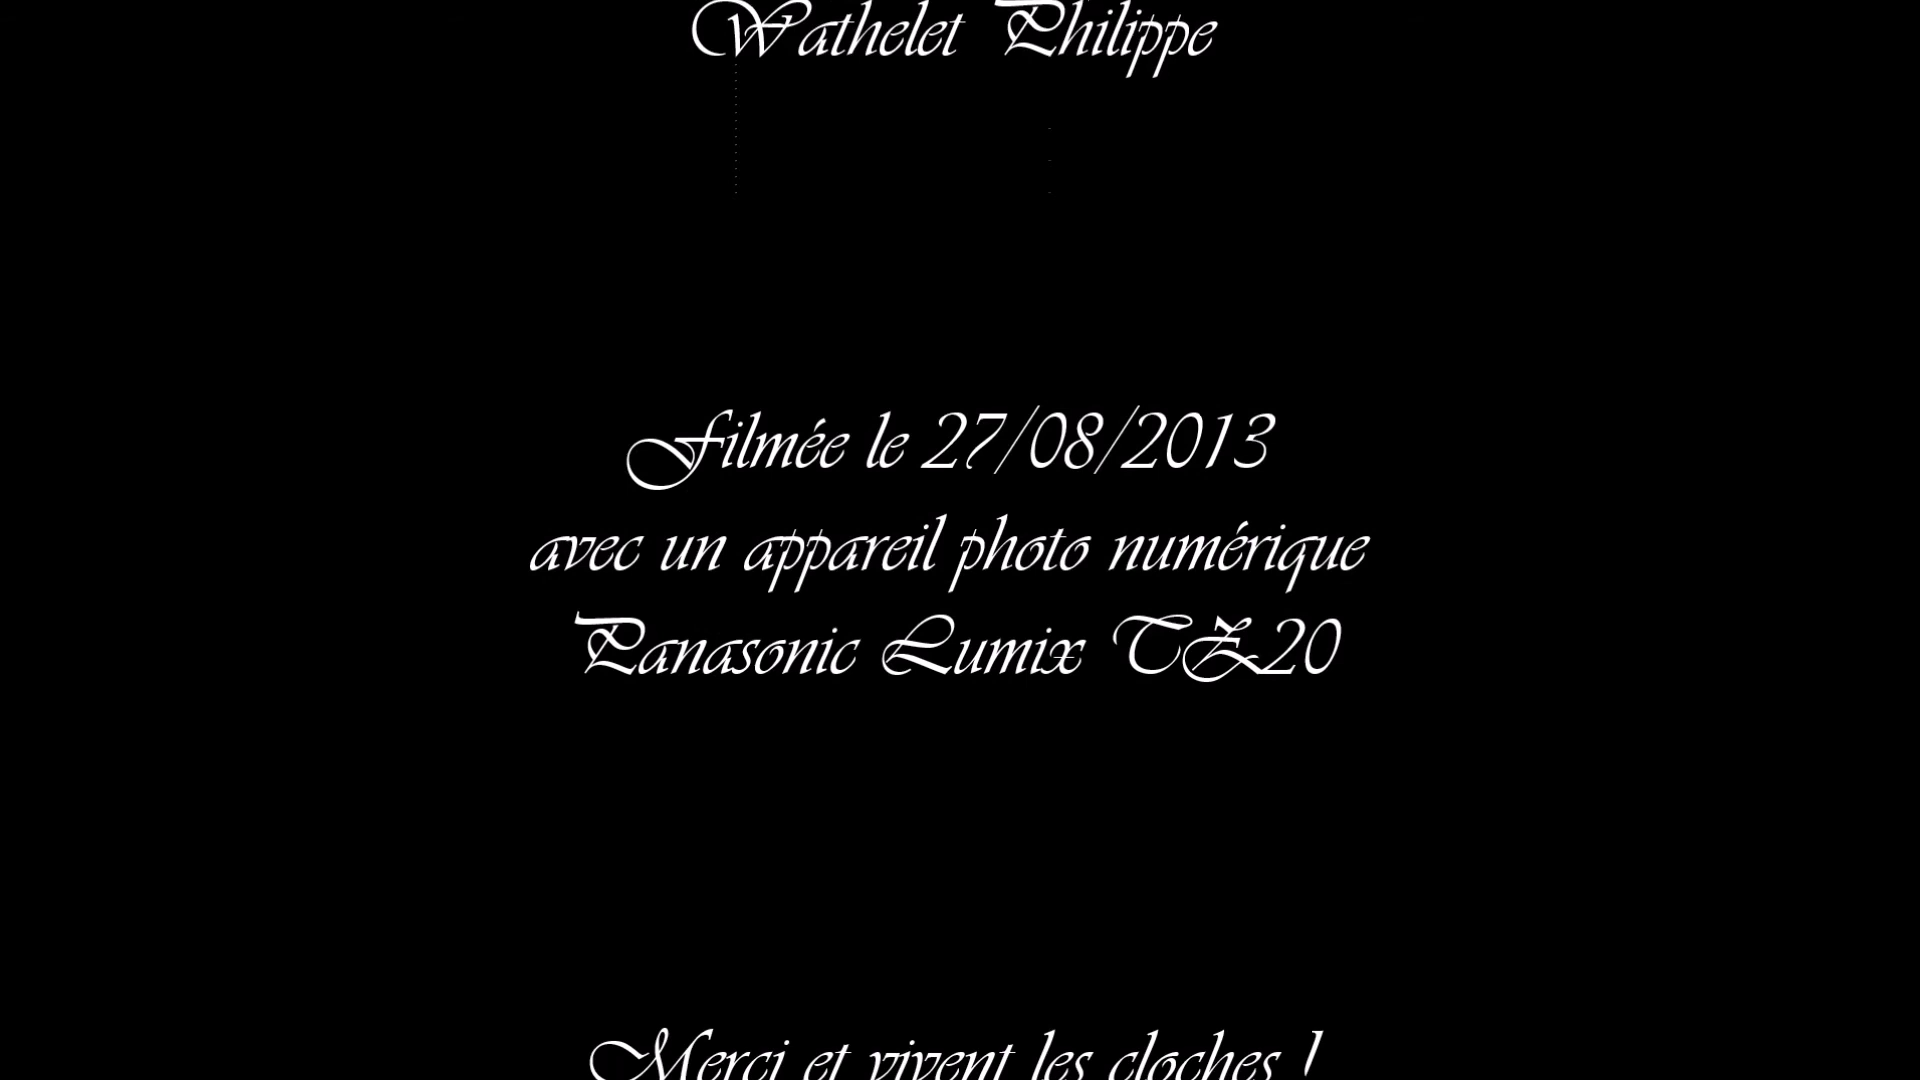 Wathelet Philippe
Filmée le 27/08/2013
avec un appareil photo numérique
Panasonic Lumix TZ20
Merci et vivent les cloches !